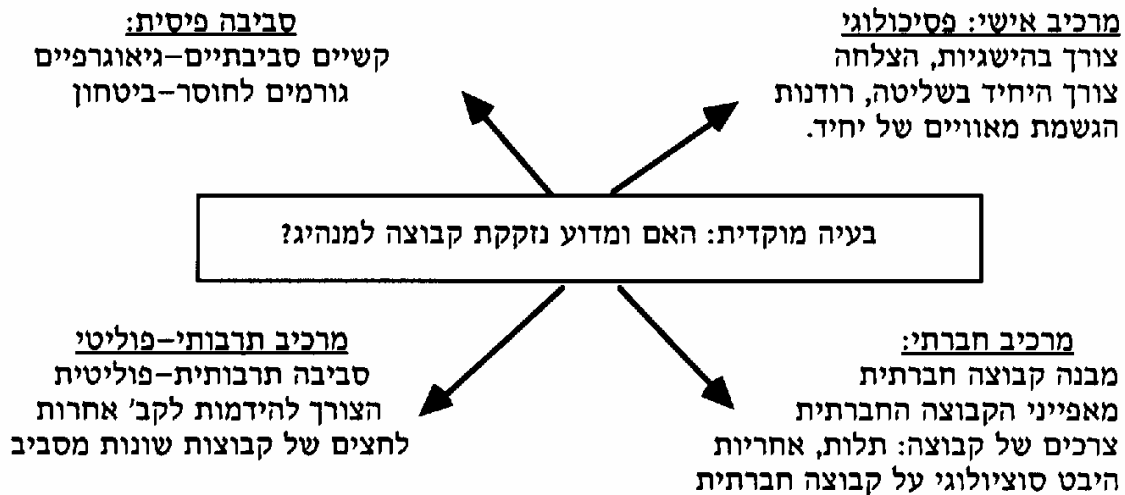 מרכיב אישי: פסיכולוגי
צורך בהישגיות, הצלחה
צורך היחיד בשליטה, רודנות
הגשמת מאוויים של יחיד.
סביבה פיסית:
קשיים סביבתיים–גיאוגרפיים
גורמים לחוסר–ביטחון
בעיה מוקדית: האם ומדוע נזקקת קבוצה למנהיג?
מרכיב חברתי:
מבנה קבוצה חברתית
מאפייני הקבוצה החברתית
צרכים של קבוצה: תלות, אחריות
היבט סוציולוגי על קבוצה חברתית
מרכיב תרבותי–פוליטי
סביבה תרבותית–פוליטית
הצורך להידמות לקב' אחרות
לחצים של קבוצות שונות מסביב